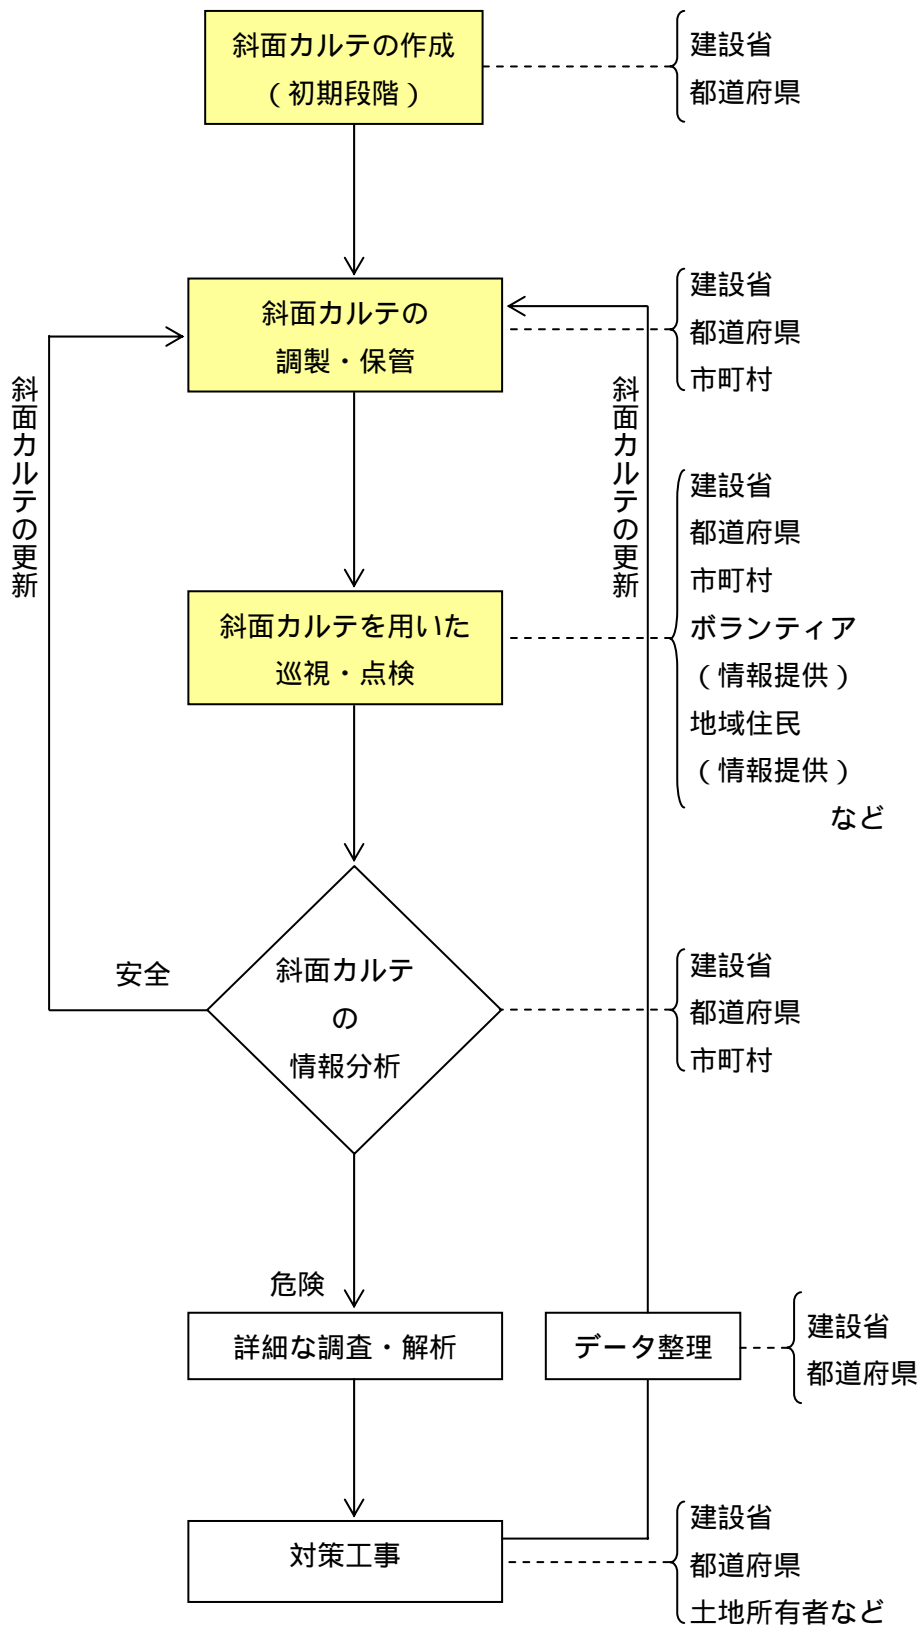 斜面カルテの作成
(初期段階)
建設省
都道府県
斜面カルテの
調製・保管
建設省
都道府県
市町村
斜面カルテの更新
斜面カルテの更新
斜面カルテを用いた
巡視・点検
建設省
都道府県
市町村
ボランティア
(情報提供)
地域住民
(情報提供)
など
安全
斜面カルテ
の
情報分析
建設省
都道府県
市町村
危険
詳細な調査・解析
データ整理
建設省
都道府県
対策工事
建設省
都道府県
土地所有者など